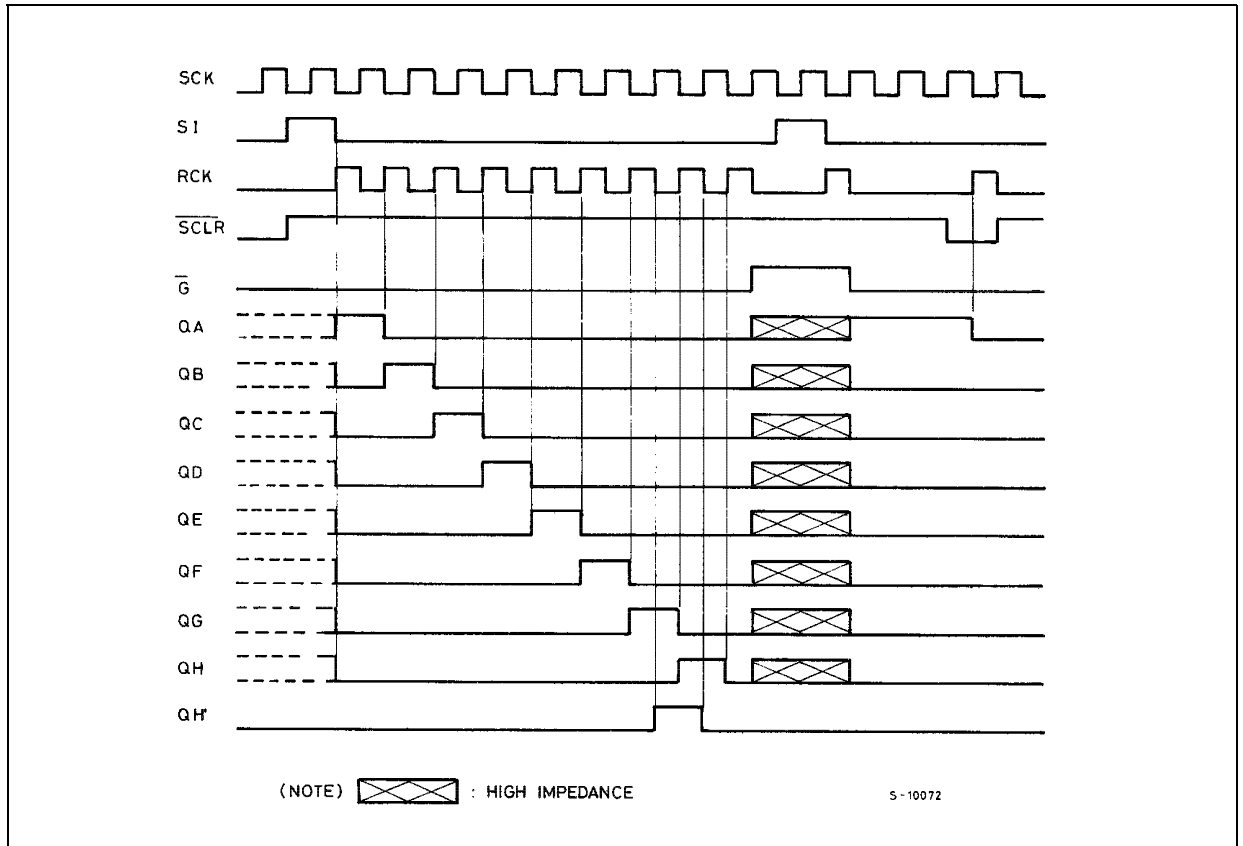 SCK
SI
RCK
SCLR
G
QA
QB
QC
QD
QE
QF
QG
QH
QH'
(NOTE) : HIGH IMPEDANCE
S-10072